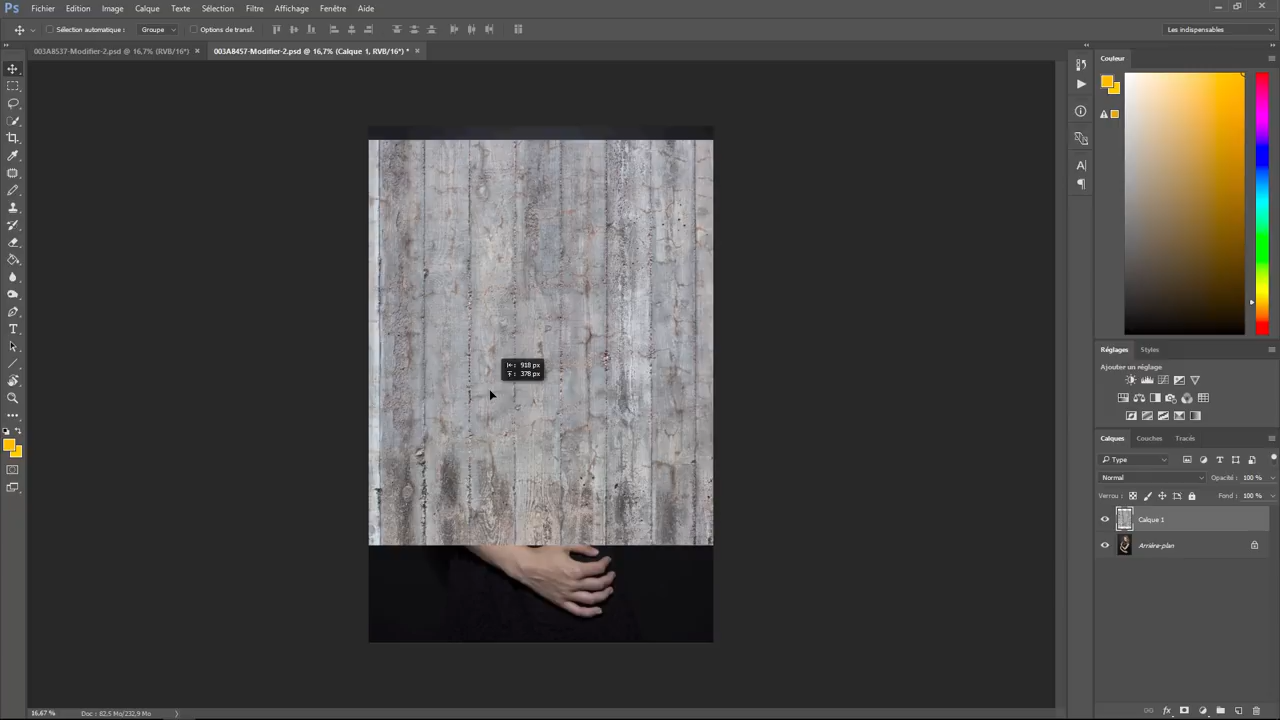 Ps Fichier Edition Image Calque Texte Sélection Filtre Affichage Fenêtre Aide
Sélection automatique : Groupe Options de transf. Les indispensables
003A8537-Modifier-2.psd @ 16,7% (RVB/16*) × 003A8457-Modifier-2.psd @ 16,7% (Calque 1, RVB/16*) * ×
Couleur
Réglages Styles
Ajouter un réglage
918 px
378 px
Calques Couches Tracés
Type
Normal Opacité : 100 %
Verrou : Fond : 100 %
Calque 1
Arrière-plan
16,67 % Doc : 82,5 Mo/232,9 Mo